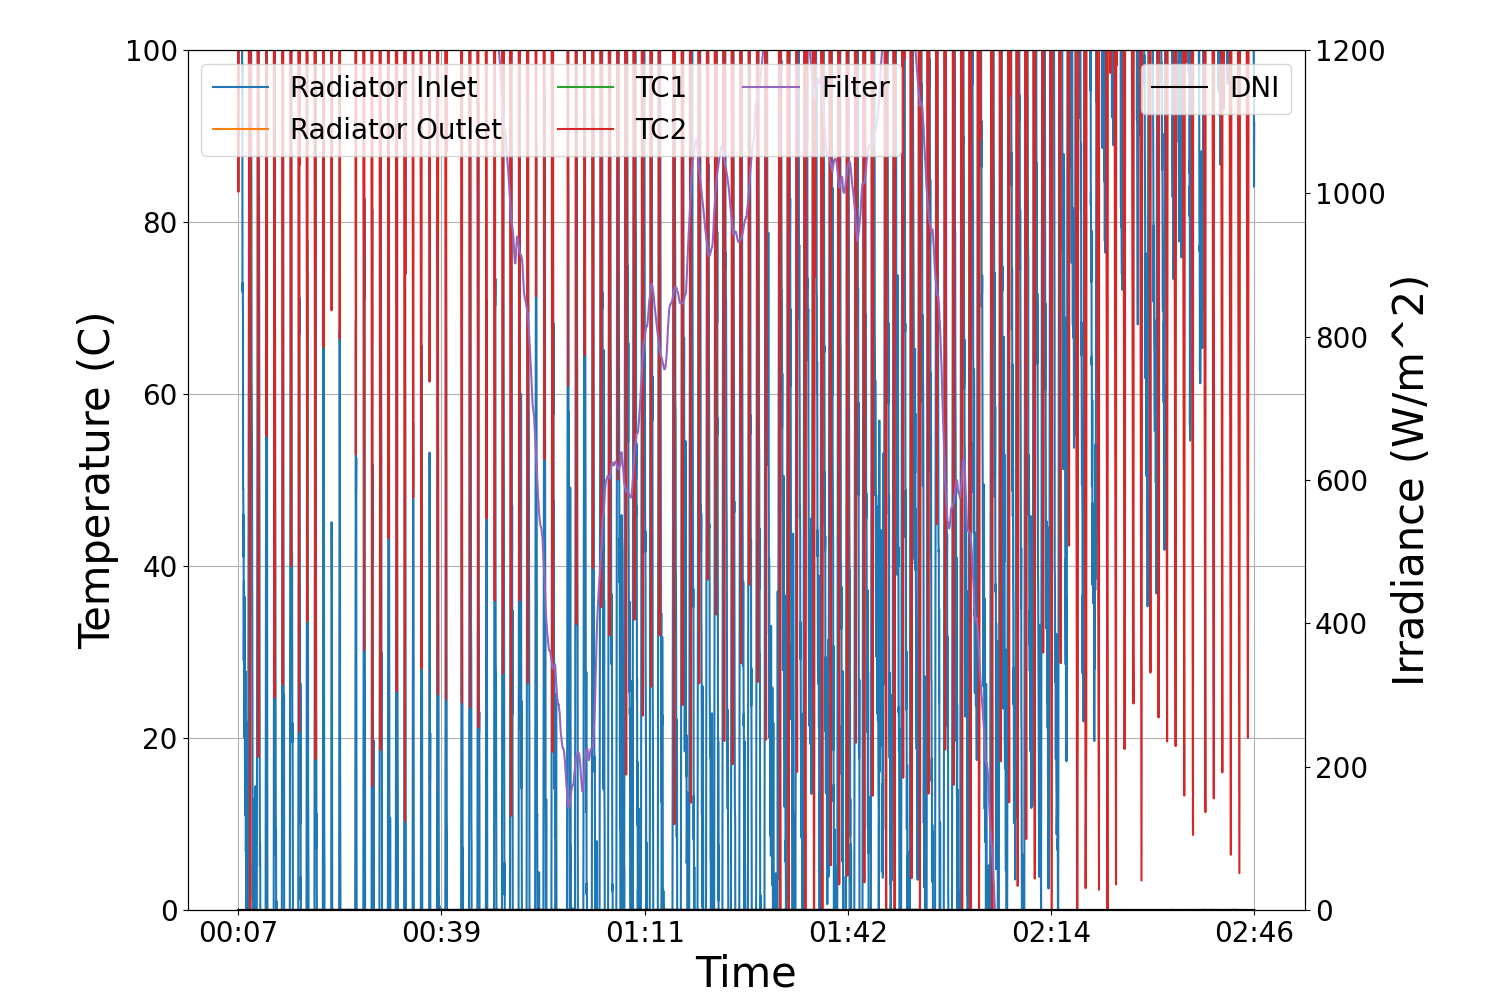 100
80
60
40
20
0
Temperature (C)
Radiator Inlet
Radiator Outlet
TC1
TC2
Filter
DNI
1200
1000
800
600
400
200
0
Irradiance (W/m^2)
00:07
00:39
01:11
01:42
02:14
02:46
Time